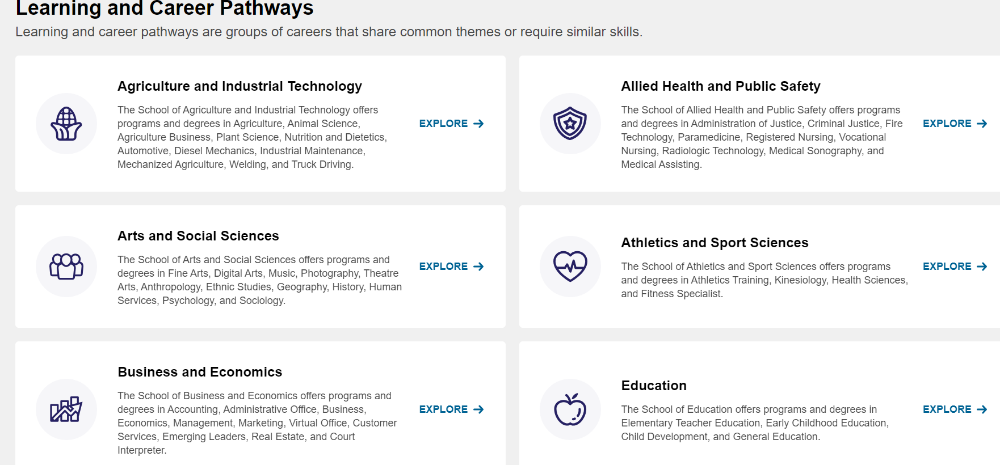 Learning and Career Pathways
Learning and career pathways are groups of careers that share common themes or require similar skills.
Agriculture and Industrial Technology
The School of Agriculture and Industrial Technology offers
programs and degrees in Agriculture, Animal Science,
Agriculture Business, Plant Science, Nutrition and Dietetics,
Automotive, Diesel Mechanics, Industrial Maintenance,
Mechanized Agriculture, Welding, and Truck Driving.
EXPLORE →
Allied Health and Public Safety
The School of Allied Health and Public Safety offers programs
and degrees in Administration of Justice, Criminal Justice, Fire
Technology, Paramedicine, Registered Nursing, Vocational
Nursing, Radiologic Technology, Medical Sonography, and
Medical Assisting.
EXPLORE →
Arts and Social Sciences
The School of Arts and Social Sciences offers programs and
degrees in Fine Arts, Digital Arts, Music, Photography, Theatre
Arts, Anthropology, Ethnic Studies, Geography, History, Human
Services, Psychology, and Sociology.
EXPLORE →
Athletics and Sport Sciences
The School of Athletics and Sport Sciences offers programs
and degrees in Athletics Training, Kinesiology, Health Sciences,
and Fitness Specialist.
EXPLORE →
Business and Economics
The School of Business and Economics offers programs and
degrees in Accounting, Administrative Office, Business,
Economics, Management, Marketing, Virtual Office, Customer
Services, Emerging Leaders, Real Estate, and Court
Interpreter.
EXPLORE →
Education
The School of Education offers programs and degrees in
Elementary Teacher Education, Early Childhood Education,
Child Development, and General Education.
EXPLORE →